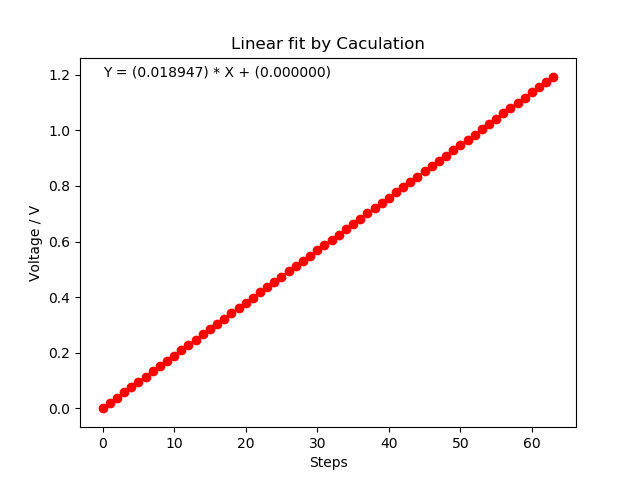 Linear fit by Caculation
Y = (0.018947) * X + (0.000000)
1.2
1.0
0.8
0.6
0.4
0.2
0.0
Voltage / V
0 10 20 30 40 50 60
Steps